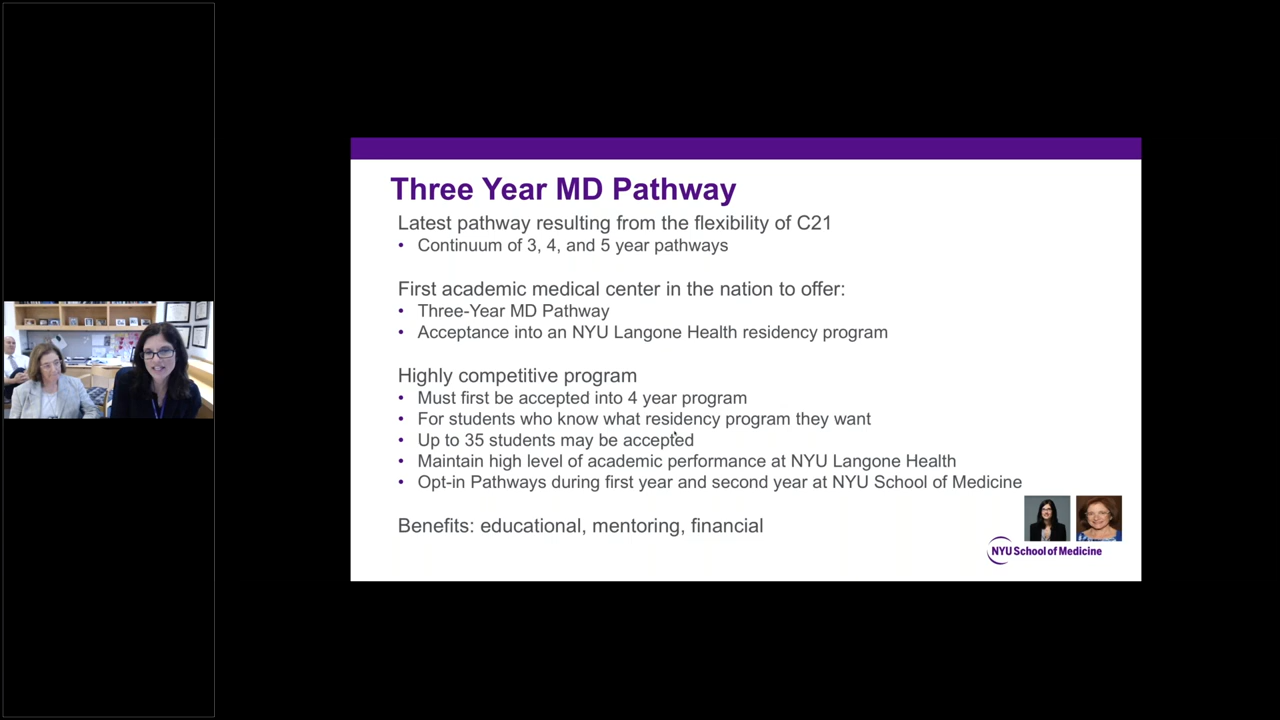 Three Year MD Pathway
Latest pathway resulting from the flexibility of C21
• Continuum of 3, 4, and 5 year pathways
First academic medical center in the nation to offer:
• Three-Year MD Pathway
• Acceptance into an NYU Langone Health residency program
Highly competitive program
• Must first be accepted into 4 year program
• For students who know what residency program they want
• Up to 35 students may be accepted
• Maintain high level of academic performance at NYU Langone Health
• Opt-in Pathways during first year and second year at NYU School of Medicine
Benefits: educational, mentoring, financial
NYU School of Medicine